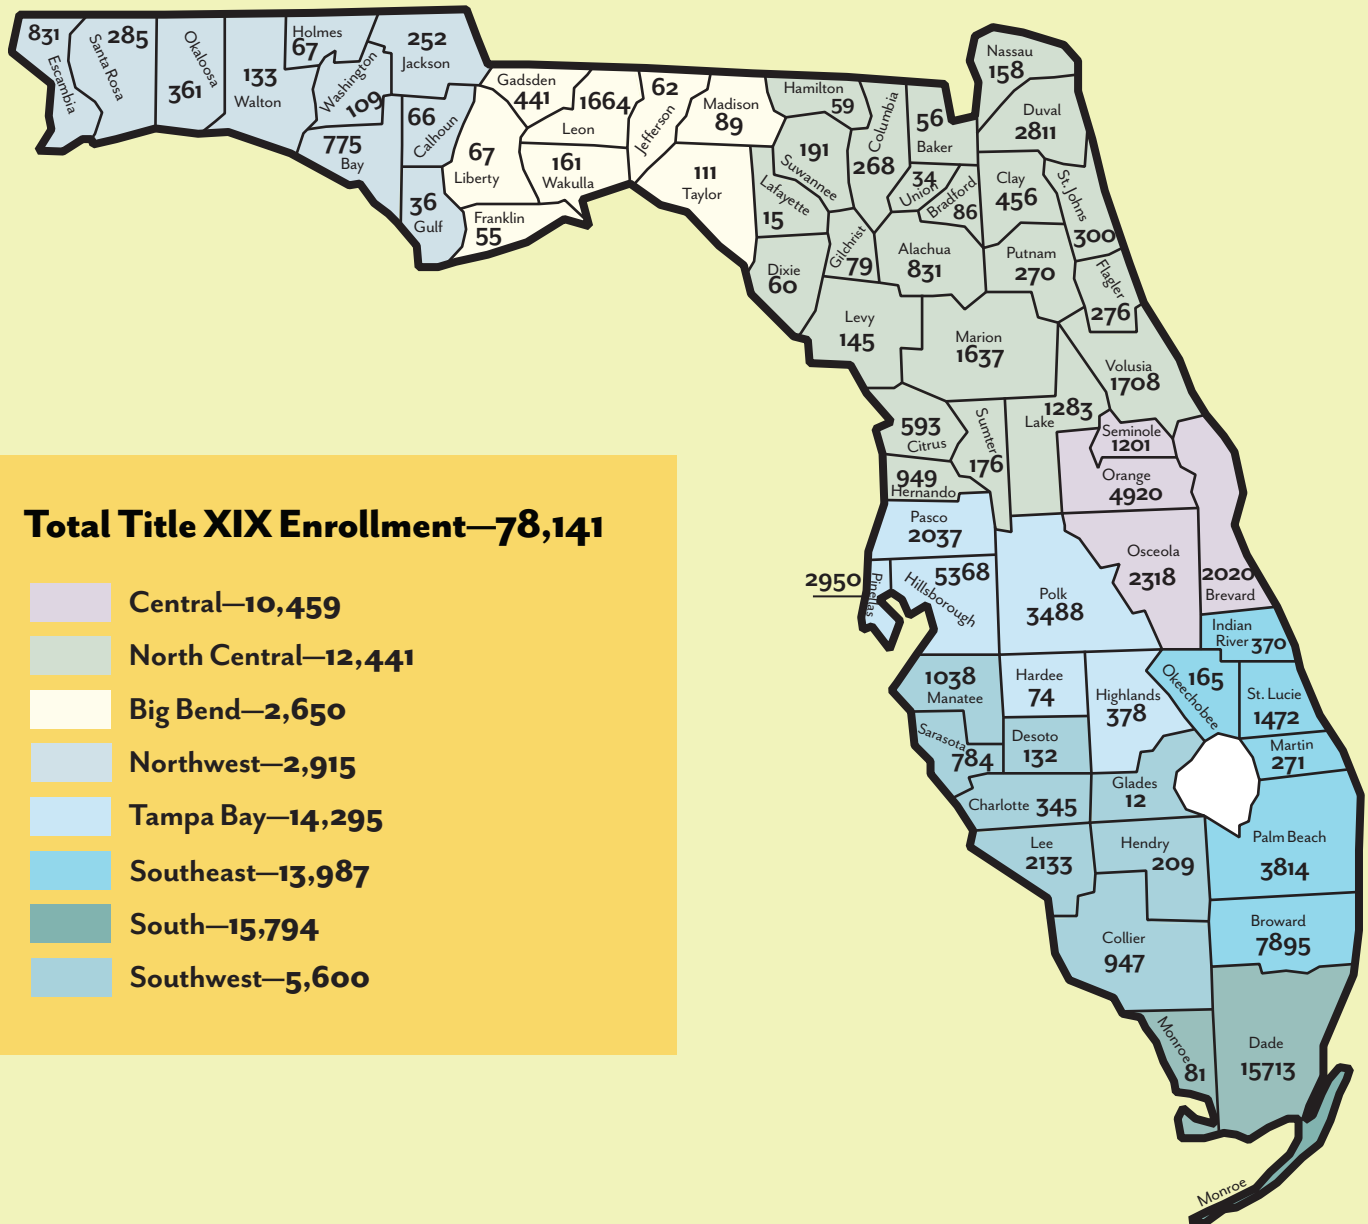 831
Escambia
Santa Rosa
285
Okaloosa
361
133
Walton
Holmes
67
Washington
109
252
Jackson
775
Bay
66
Calhoun
36
Gulf
Gadsden
441
67
Liberty
Franklin
55
1664
Leon
161
Wakulla
62
Jefferson
Madison
89
111
Taylor
Hamilton
59
191
Suwannee
Lafayette
15
Columbia
268
56
Baker
34
Union
Bradford
86
Nassau
158
Duval
2811
Clay
456
St. Johns
300
Dixie
60
Gilchrist
79
Alachua
831
Putnam
270
Flagler
276
Levy
145
Marion
1637
Volusia
1708
593
Citrus
Sumter
176
1283
Lake
Seminole
1201
949
Hernando
Orange
4920
Pasco
2037
Osceola
2318
2020
Brevard
2950
Pinellas
5368
Hillsborough
Polk
3488
Indian
River 370
1038
Manatee
Hardee
74
Highlands
378
165
Okeechobee
St. Lucie
1472
Sarasota
784
Desoto
132
Martin
271
Charlotte 345
Glades
12
Lee
2133
Hendry
209
Palm Beach
3814
Collier
947
Broward
7895
Monroe
81
Dade
15713
Monroe
Total Title XIX Enrollment—78,141
Central—10,459
North Central—12,441
Big Bend—2,650
Northwest—2,915
Tampa Bay—14,295
Southeast—13,987
South—15,794
Southwest—5,600